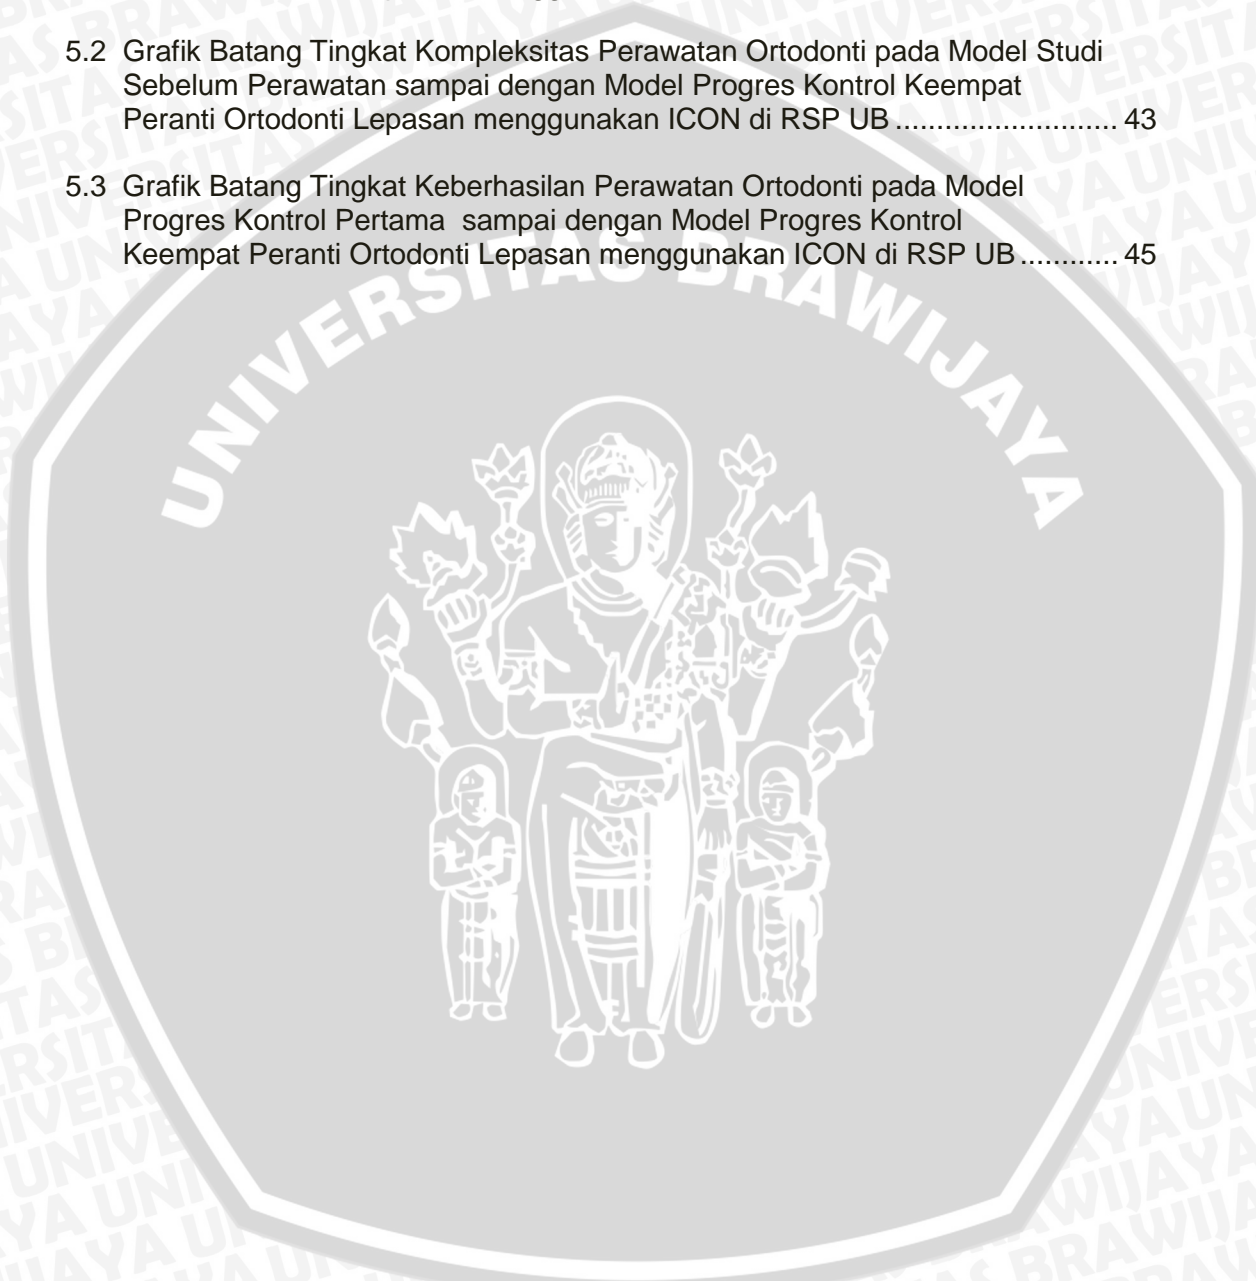 5.2 Grafik Batang Tingkat Kompleksitas Perawatan Ortodonti pada Model Studi
Sebelum Perawatan sampai dengan Model Progres Kontrol Keempat
Peranti Ortodonti Lepasan menggunakan ICON di RSP UB ........................... 43
5.3 Grafik Batang Tingkat Keberhasilan Perawatan Ortodonti pada Model
Progres Kontrol Pertama sampai dengan Model Progres Kontrol
Keempat Peranti Ortodonti Lepasan menggunakan ICON di RSP UB ............ 45
UNIVERSITAS BRAWIJAYA